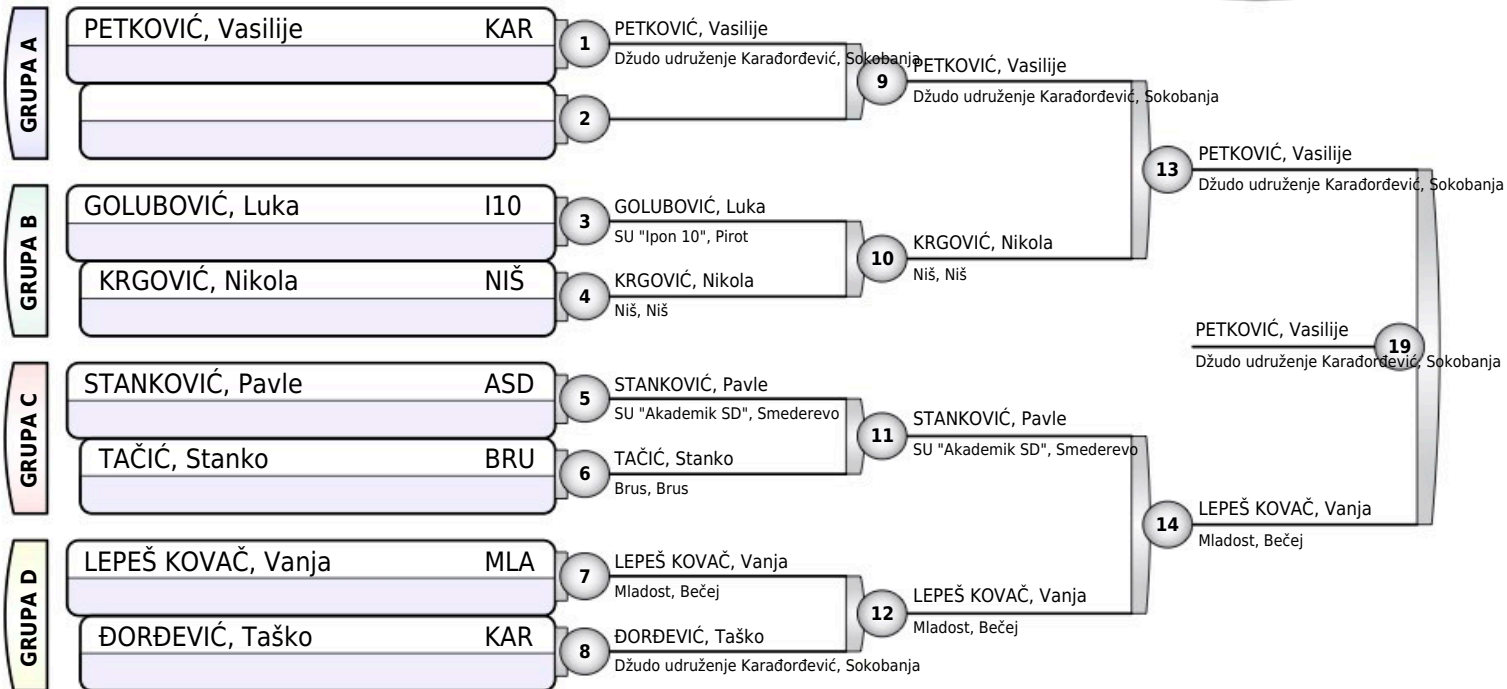 GRUPA A
PETKOVIĆ, Vasilije KAR
1
PETKOVIĆ, Vasilije
Džudo udruženje Karađorđević, Sokobanja
2
9
PETKOVIĆ, Vasilije
Džudo udruženje Karađorđević, Sokobanja
13
PETKOVIĆ, Vasilije
Džudo udruženje Karađorđević, Sokobanja
GRUPA B
GOLUBOVIĆ, Luka I10
3
GOLUBOVIĆ, Luka
SU "Ipon 10", Pirot
KRGOVIĆ, Nikola NIŠ
4
KRGOVIĆ, Nikola
Niš, Niš
10
KRGOVIĆ, Nikola
Niš, Niš
PETKOVIĆ, Vasilije
19
Džudo udruženje Karađorđević, Sokobanja
GRUPA C
STANKOVIĆ, Pavle ASD
5
STANKOVIĆ, Pavle
SU "Akademik SD", Smederevo
TAČIĆ, Stanko BRU
6
TAČIĆ, Stanko
Brus, Brus
11
STANKOVIĆ, Pavle
SU "Akademik SD", Smederevo
14
LEPEŠ KOVAČ, Vanja
Mladost, Bečej
GRUPA D
LEPEŠ KOVAČ, Vanja MLA
7
LEPEŠ KOVAČ, Vanja
Mladost, Bečej
ĐORĐEVIĆ, Taško KAR
8
ĐORĐEVIĆ, Taško
Džudo udruženje Karađorđević, Sokobanja
12
LEPEŠ KOVAČ, Vanja
Mladost, Bečej